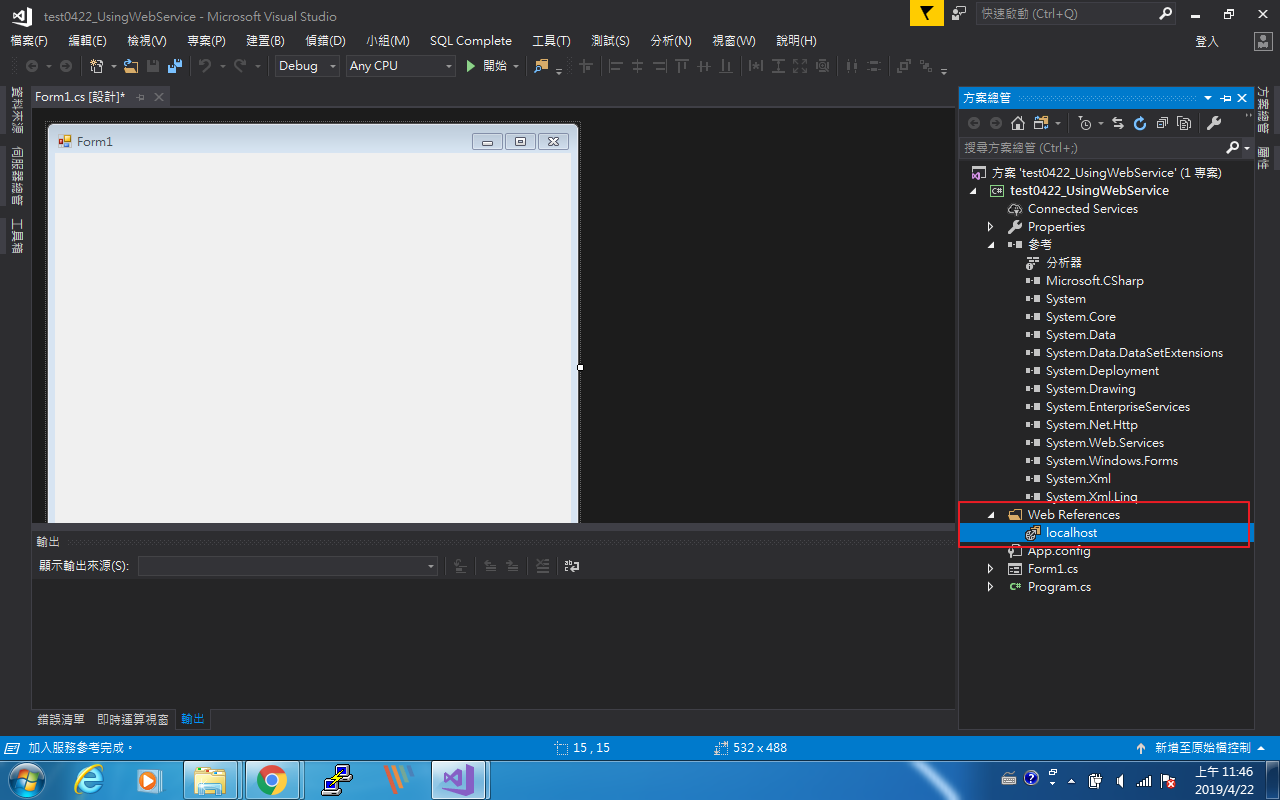 test0422_UsingWebService - Microsoft Visual Studio
快速啟動 (Ctrl+Q)
檔案(F) 編輯(E) 檢視(V) 專案(P) 建置(B) 偵錯(D) 小組(M) SQL Complete 工具(T) 測試(S) 分析(N) 視窗(W) 說明(H) 登入
Debug Any CPU 開始
資料來源
伺服器總管
工具箱
Form1.cs [設計]*
Form1
輸出
顯示輸出來源(S):
錯誤清單 即時運算視窗 輸出
方案總管
搜尋方案總管 (Ctrl+;)
方案 'test0422_UsingWebService' (1 專案)
C# test0422_UsingWebService
Connected Services
Properties
參考
分析器
Microsoft.CSharp
System
System.Core
System.Data
System.Data.DataSetExtensions
System.Deployment
System.Drawing
System.EnterpriseServices
System.Net.Http
System.Web.Services
System.Windows.Forms
System.Xml
System.Xml.Linq
Web References
localhost
App.config
Form1.cs
C# Program.cs
方案總管
屬性
加入服務參考完成。 15 , 15 532 x 488 新增至原始檔控制
上午 11:46
2019/4/22